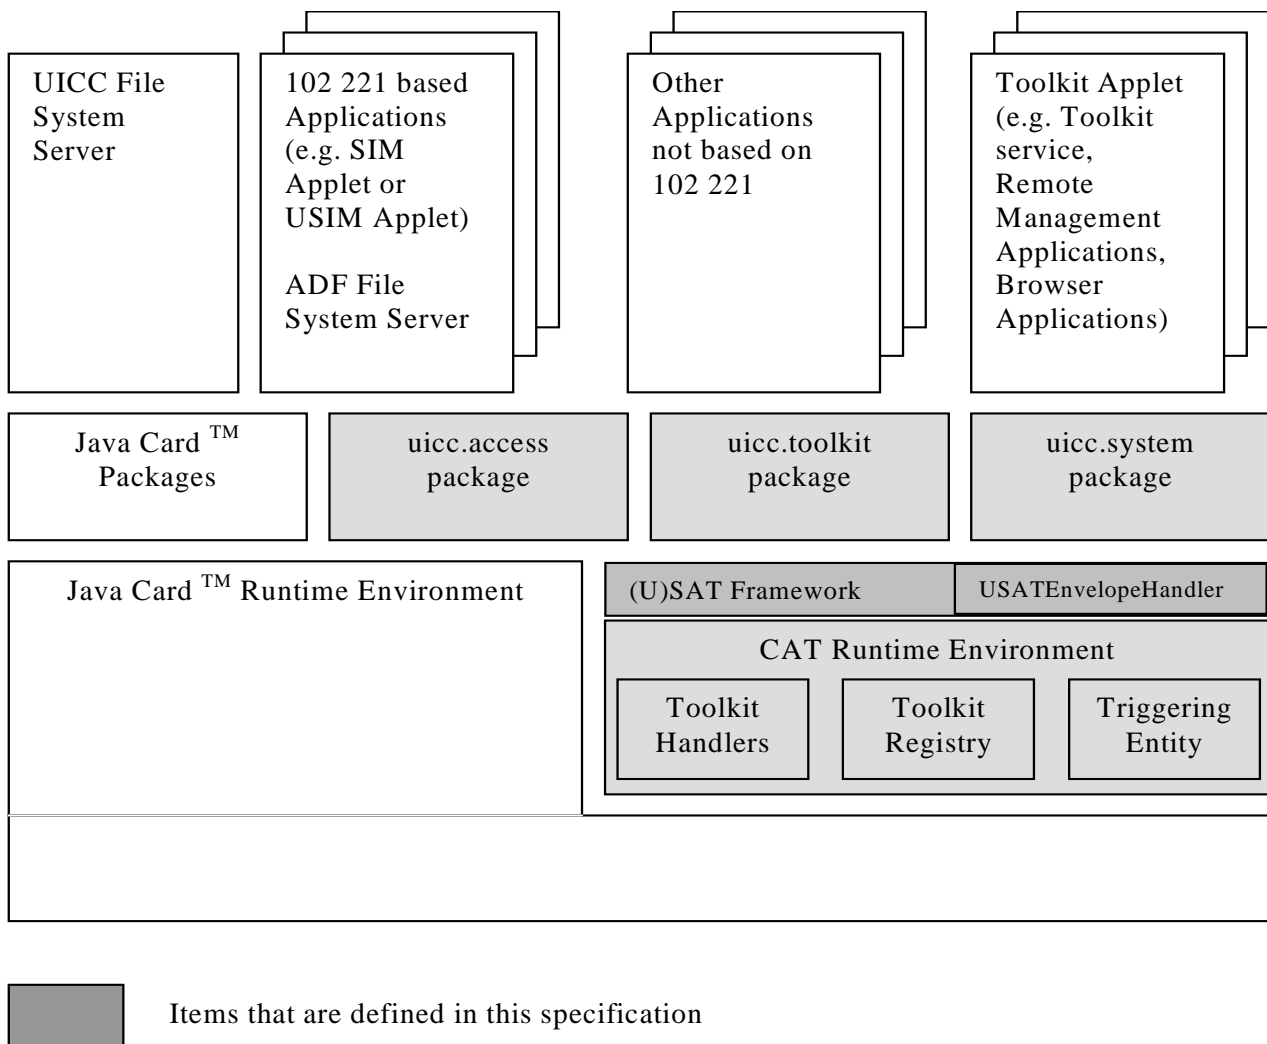 UICC File
System
Server
102 221 based
Applications
(e.g. SIM
Applet or
USIM Applet)
ADF File
System Server
Other
Applications
not based on
102 221
Toolkit Applet
(e.g. Toolkit
service,
Remote
Management
Applications,
Browser
Applications)
Java Card TM
Packages
uicc.access
package
uicc.toolkit
package
uicc.system
package
Java Card TM Runtime Environment
(U)SAT Framework
USATEnvelopeHandler
CAT Runtime Environment
Toolkit
Handlers
Toolkit
Registry
Triggering
Entity
Items that are defined in this specification